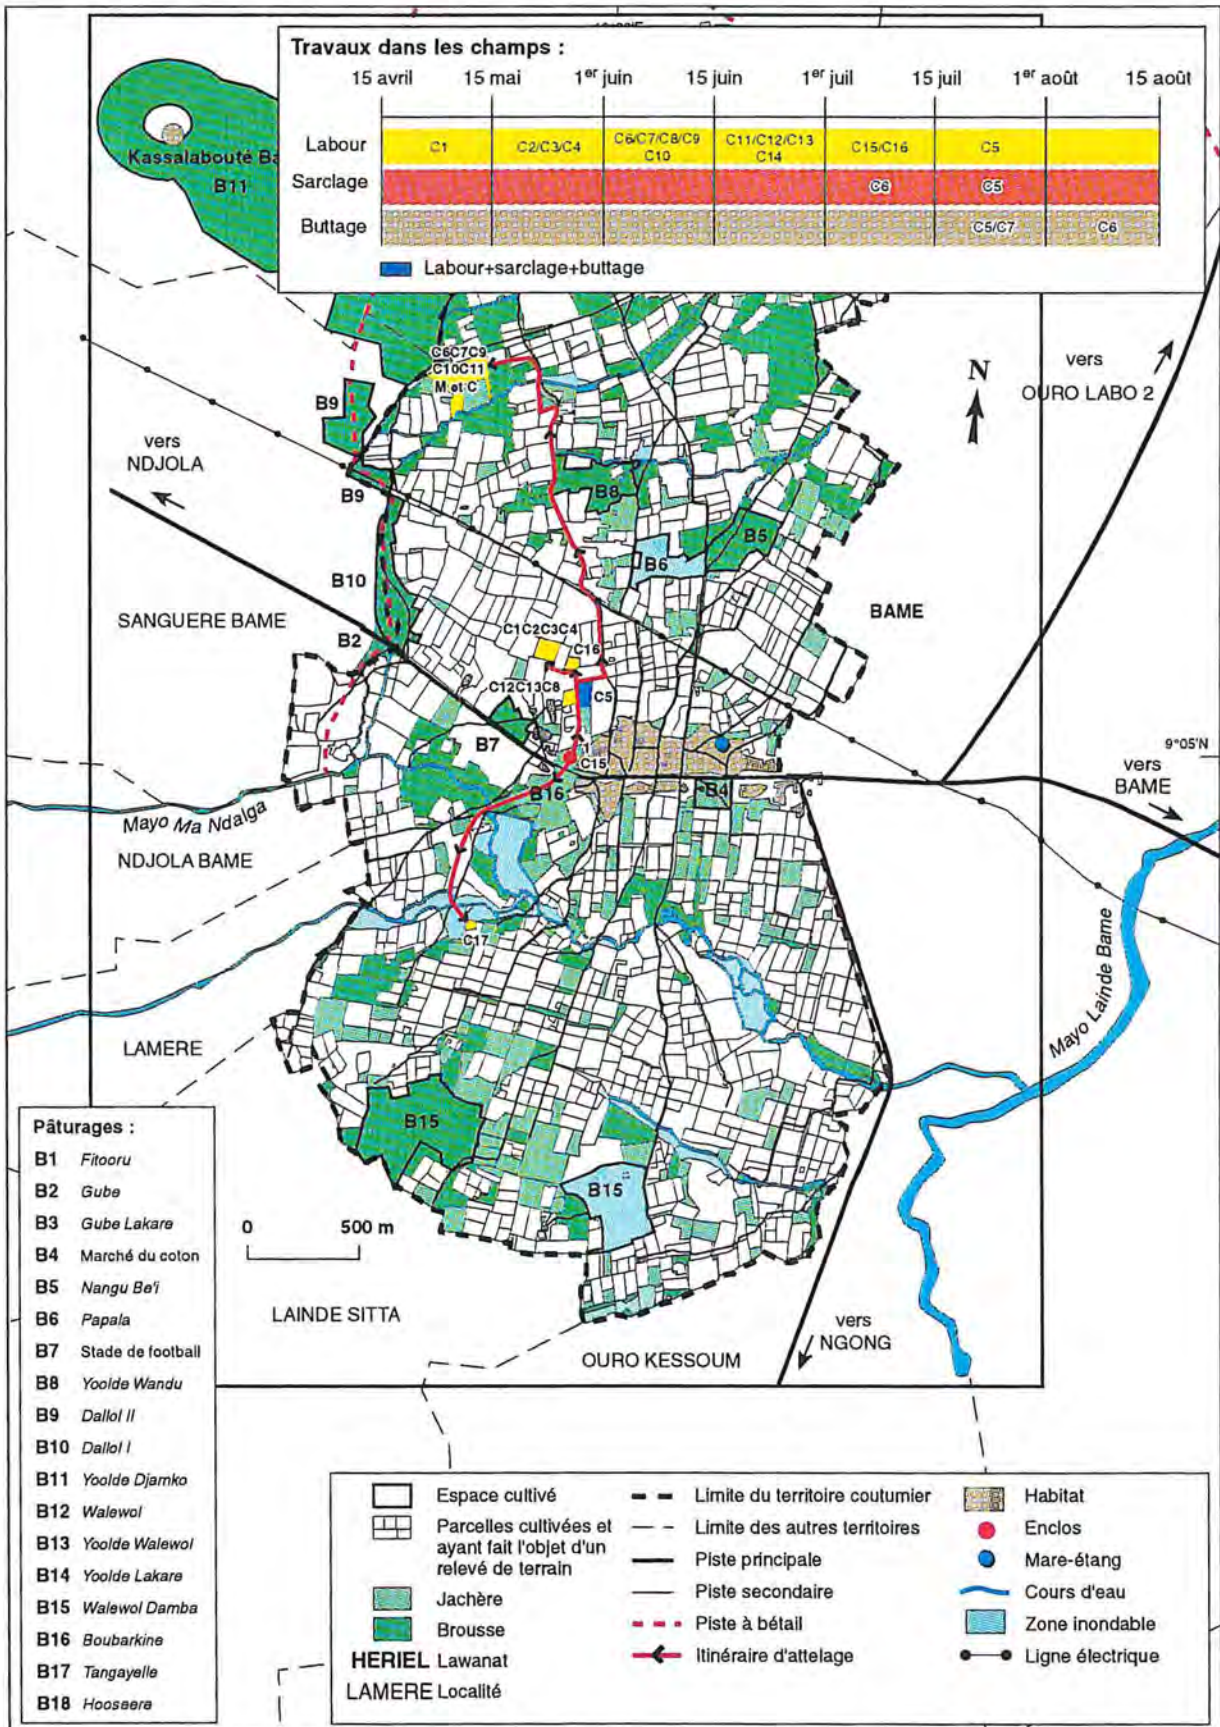 Travaux dans les champs :
15 avril 15 mai 1er juin 15 juin 1er juil 15 juil 1er août 15 août
Labour C1 C2/C3/C4 C6/C7/C8/C9 C10 C11/C12/C13 C14 C15/C16 C5
Sarclage C6 C5
Buttage C5/C7 C6
Labour+sarclage+buttage
B11
C6C7C9
C10C11
M et C
B9
vers
NDJOLA
B9
B10
SANGUERE BAME
B2
N
vers
OURO LABO 2
B8
B5
B6
BAME
C1C2C3C4
C16
C12C13C8
C5
B7
1
C15
B16
B4
9°05'N
vers
BAME
Mayo Ma Ndalga
NDJOLA BAME
C17
Mayo Lainde Bame
LAMERE
B15
B15
0 500 m
LAINDE SITTA
OURO KESSOUM
vers
NGONG
Pâturages :
B1 Fitooru
B2 Gube
B3 Gube Lakare
B4 Marché du coton
B5 Nangu Be'i
B6 Papala
B7 Stade de football
B8 Yoolde Wandu
B9 Dallol II
B10 Dallol I
B11 Yoolde Djamko
B12 Walewol
B13 Yoolde Walewol
B14 Yoolde Lakare
B15 Walewol Damba
B16 Boubarkine
B17 Tangayelle
B18 Hooseere
Espace cultivé
Parcelles cultivées et
ayant fait l'objet d'un
relevé de terrain
Jachère
Brousse
HERIEL Lawanat
LAMERE Localité
Limite du territoire coutumier
Limite des autres territoires
Piste principale
Piste secondaire
Piste à bétail
Itinéraire d'attelage
Habitat
Enclos
Mare-étang
Cours d'eau
Zone inondable
Ligne électrique